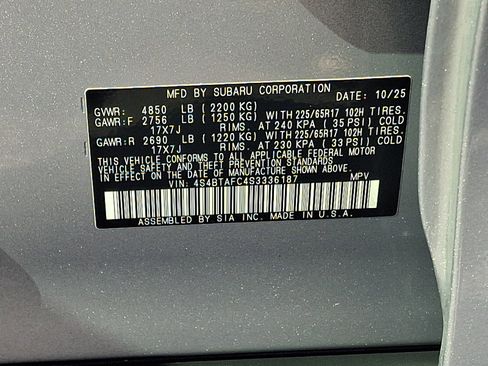 MFD BY SUBARU CORPORATION DATE: 10/25
GVWR: 4850 LB (2200 KG)
GAWR:F 2756 LB (1250 KG) WITH 225/65R17 102H TIRES.
17X7J RIMS. AT 240 KPA (35 PSI) COLD
GAWR:R 2690 LB (1220 KG) WITH 225/65R17 102H TIRES.
17X7J RIMS. AT 230 KPA (33 PSI) COLD
THIS VEHICLE CONFORMS TO ALL APPLICABLE FEDERAL MOTOR
VEHICLE SAFETY AND THEFT PREVENTION STANDARDS
IN EFFECT ON THE DATE OF MANUFACTURE SHOWN ABOVE.
VIN: 4S4BTAFC4S3336187 MPV
ASSEMBLED BY SIA INC. MADE IN U.S.A.